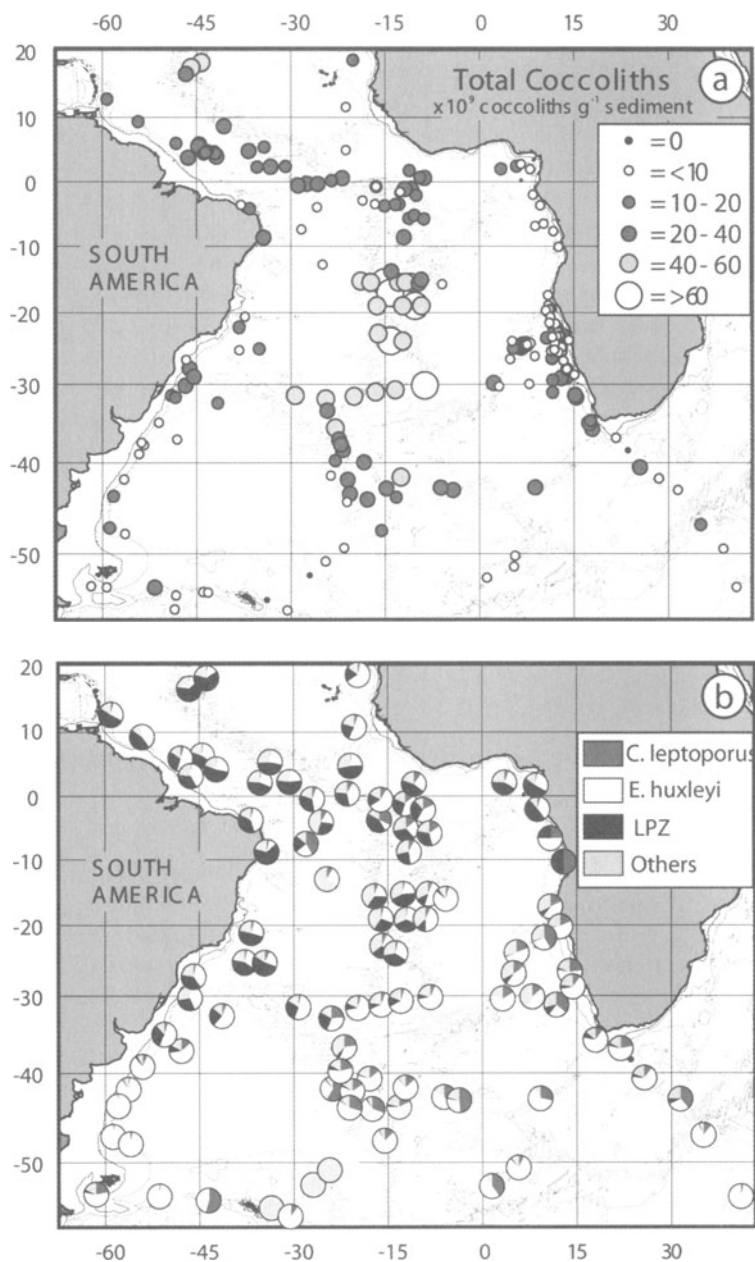 -60 -45 -30 -15 0 15 30
20
10
0
-10
-20
-30
-40
-50
Total Coccoliths
x10⁹ coccoliths g⁻¹ sediment
a
= 0
= <10
= 10 - 20
= 20 - 40
= 40 - 60
= >60
SOUTH
AMERICA
20
10
0
-10
-20
-30
-40
-50
b
C. leptoporus
E. huxleyi
LPZ
Others
SOUTH
AMERICA
-60 -45 -30 -15 0 15 30